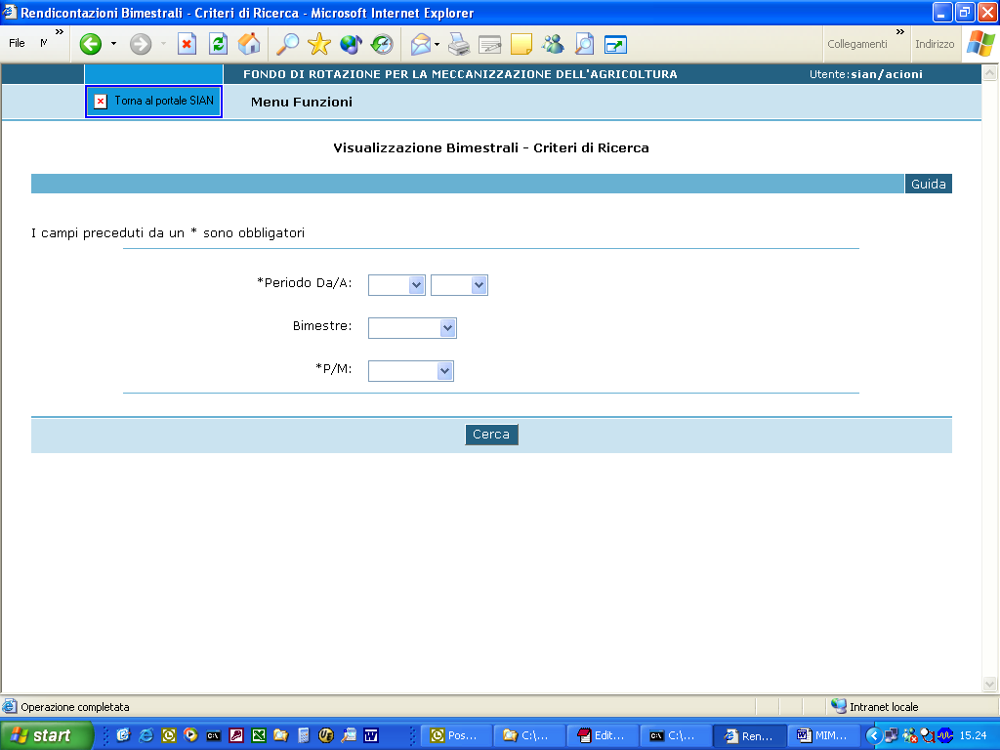 Rendicontazioni Bimestrali - Criteri di Ricerca - Microsoft Internet Explorer
File M » Collegamenti » Indirizzo
FONDO DI ROTAZIONE PER LA MECCANIZZAZIONE DELL'AGRICOLTURA Utente:sian/acioni
Torna al portale SIAN Menu Funzioni
Visualizzazione Bimestrali - Criteri di Ricerca
Guida
I campi preceduti da un * sono obbligatori
*Periodo Da/A:
Bimestre:
*P/M:
Cerca
Operazione completata Intranet locale
start Pos... C:\... Edit... C:\... Ren... MIM... 15.24